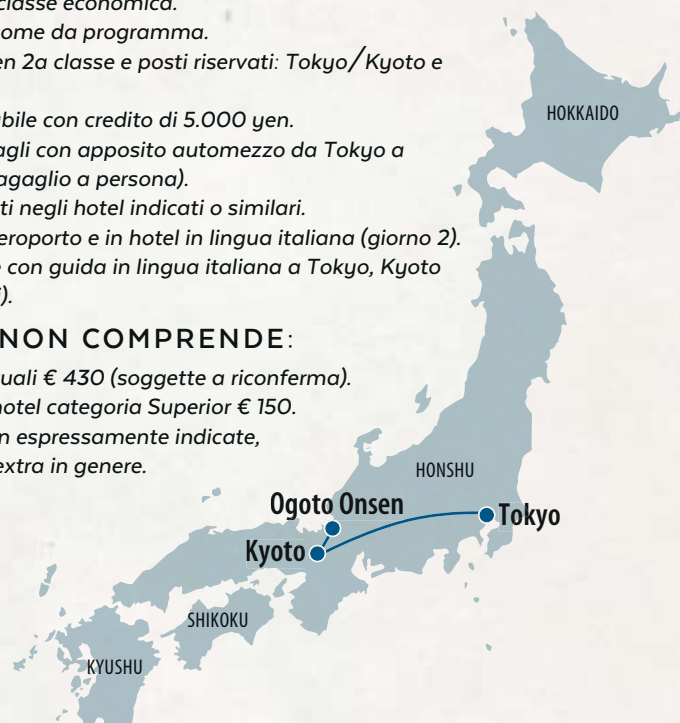 classe economica.
ome da programma.
en 2a classe e posti riservati: Tokyo/Kyoto e
bile con credito di 5.000 yen.
agli con apposito automezzo da Tokyo a
agaglio a persona).
ti negli hotel indicati o similari.
eroporto e in hotel in lingua italiana (giorno 2).
e con guida in lingua italiana a Tokyo, Kyoto
).
NON COMPRENDE:
uali € 430 (soggette a riconferma).
hotel categoria Superior € 150.
n espressamente indicate,
extra in genere.
HOKKAIDO
HONSHU
Ogoto Onsen
Tokyo
Kyoto
SHIKOKU
KYUSHU